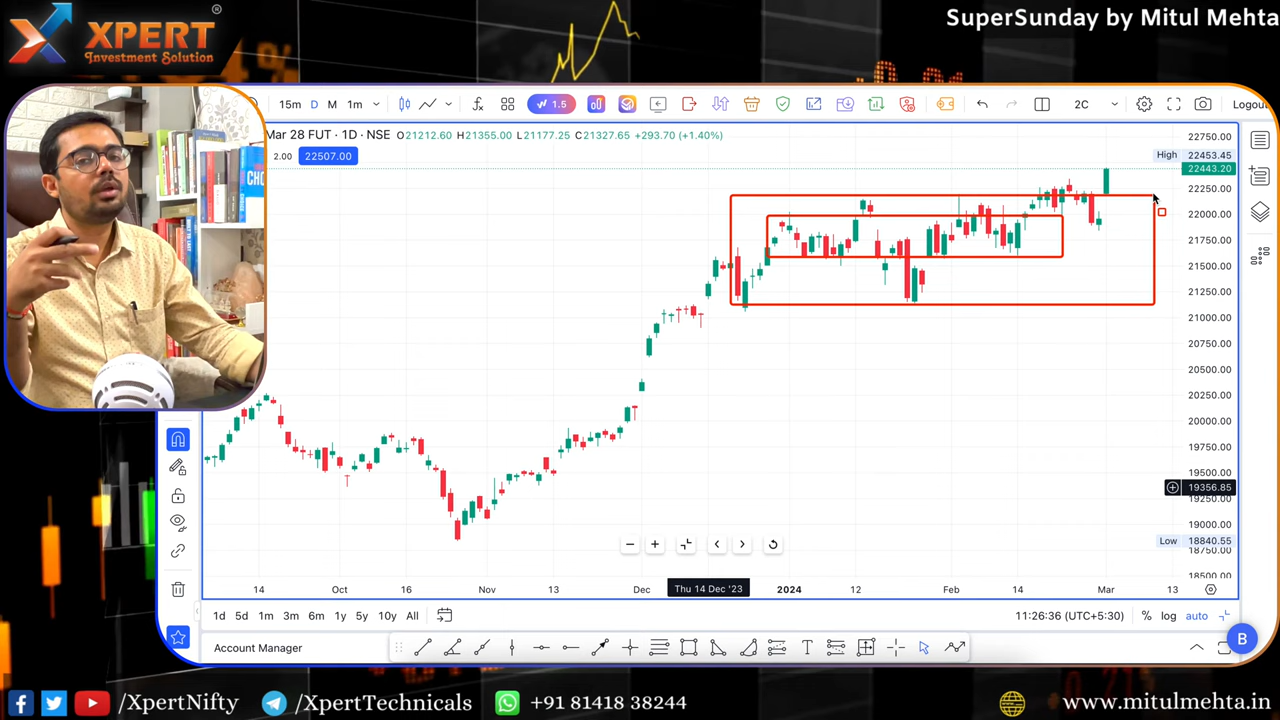 SuperSunday by Mitul Mehta
XPERT
®
Investment Solution
15m D M 1m 1.5 2C Logout
Mar 28 FUT · 1D · NSE O21212.60 H21355.00 L21177.25 C21327.65 +293.70 (+1.40%)
2.00 22507.00
22750.00
High 22453.45
22443.20
22250.00
22000.00
21750.00
21500.00
21250.00
21000.00
20750.00
20500.00
20250.00
20000.00
19750.00
19500.00
19356.85
19250.00
19000.00
Low 18840.55
18750.00
18500.00
14 Oct 16 Nov 13 Dec Thu 14 Dec '23 2024 12 Feb 14 Mar 13
1d 5d 1m 3m 6m 1y 5y 10y All 11:26:36 (UTC+5:30) % log auto
B
Account Manager
/XpertNifty /XpertTechnicals +91 81418 38244 www.mitulmehta.in